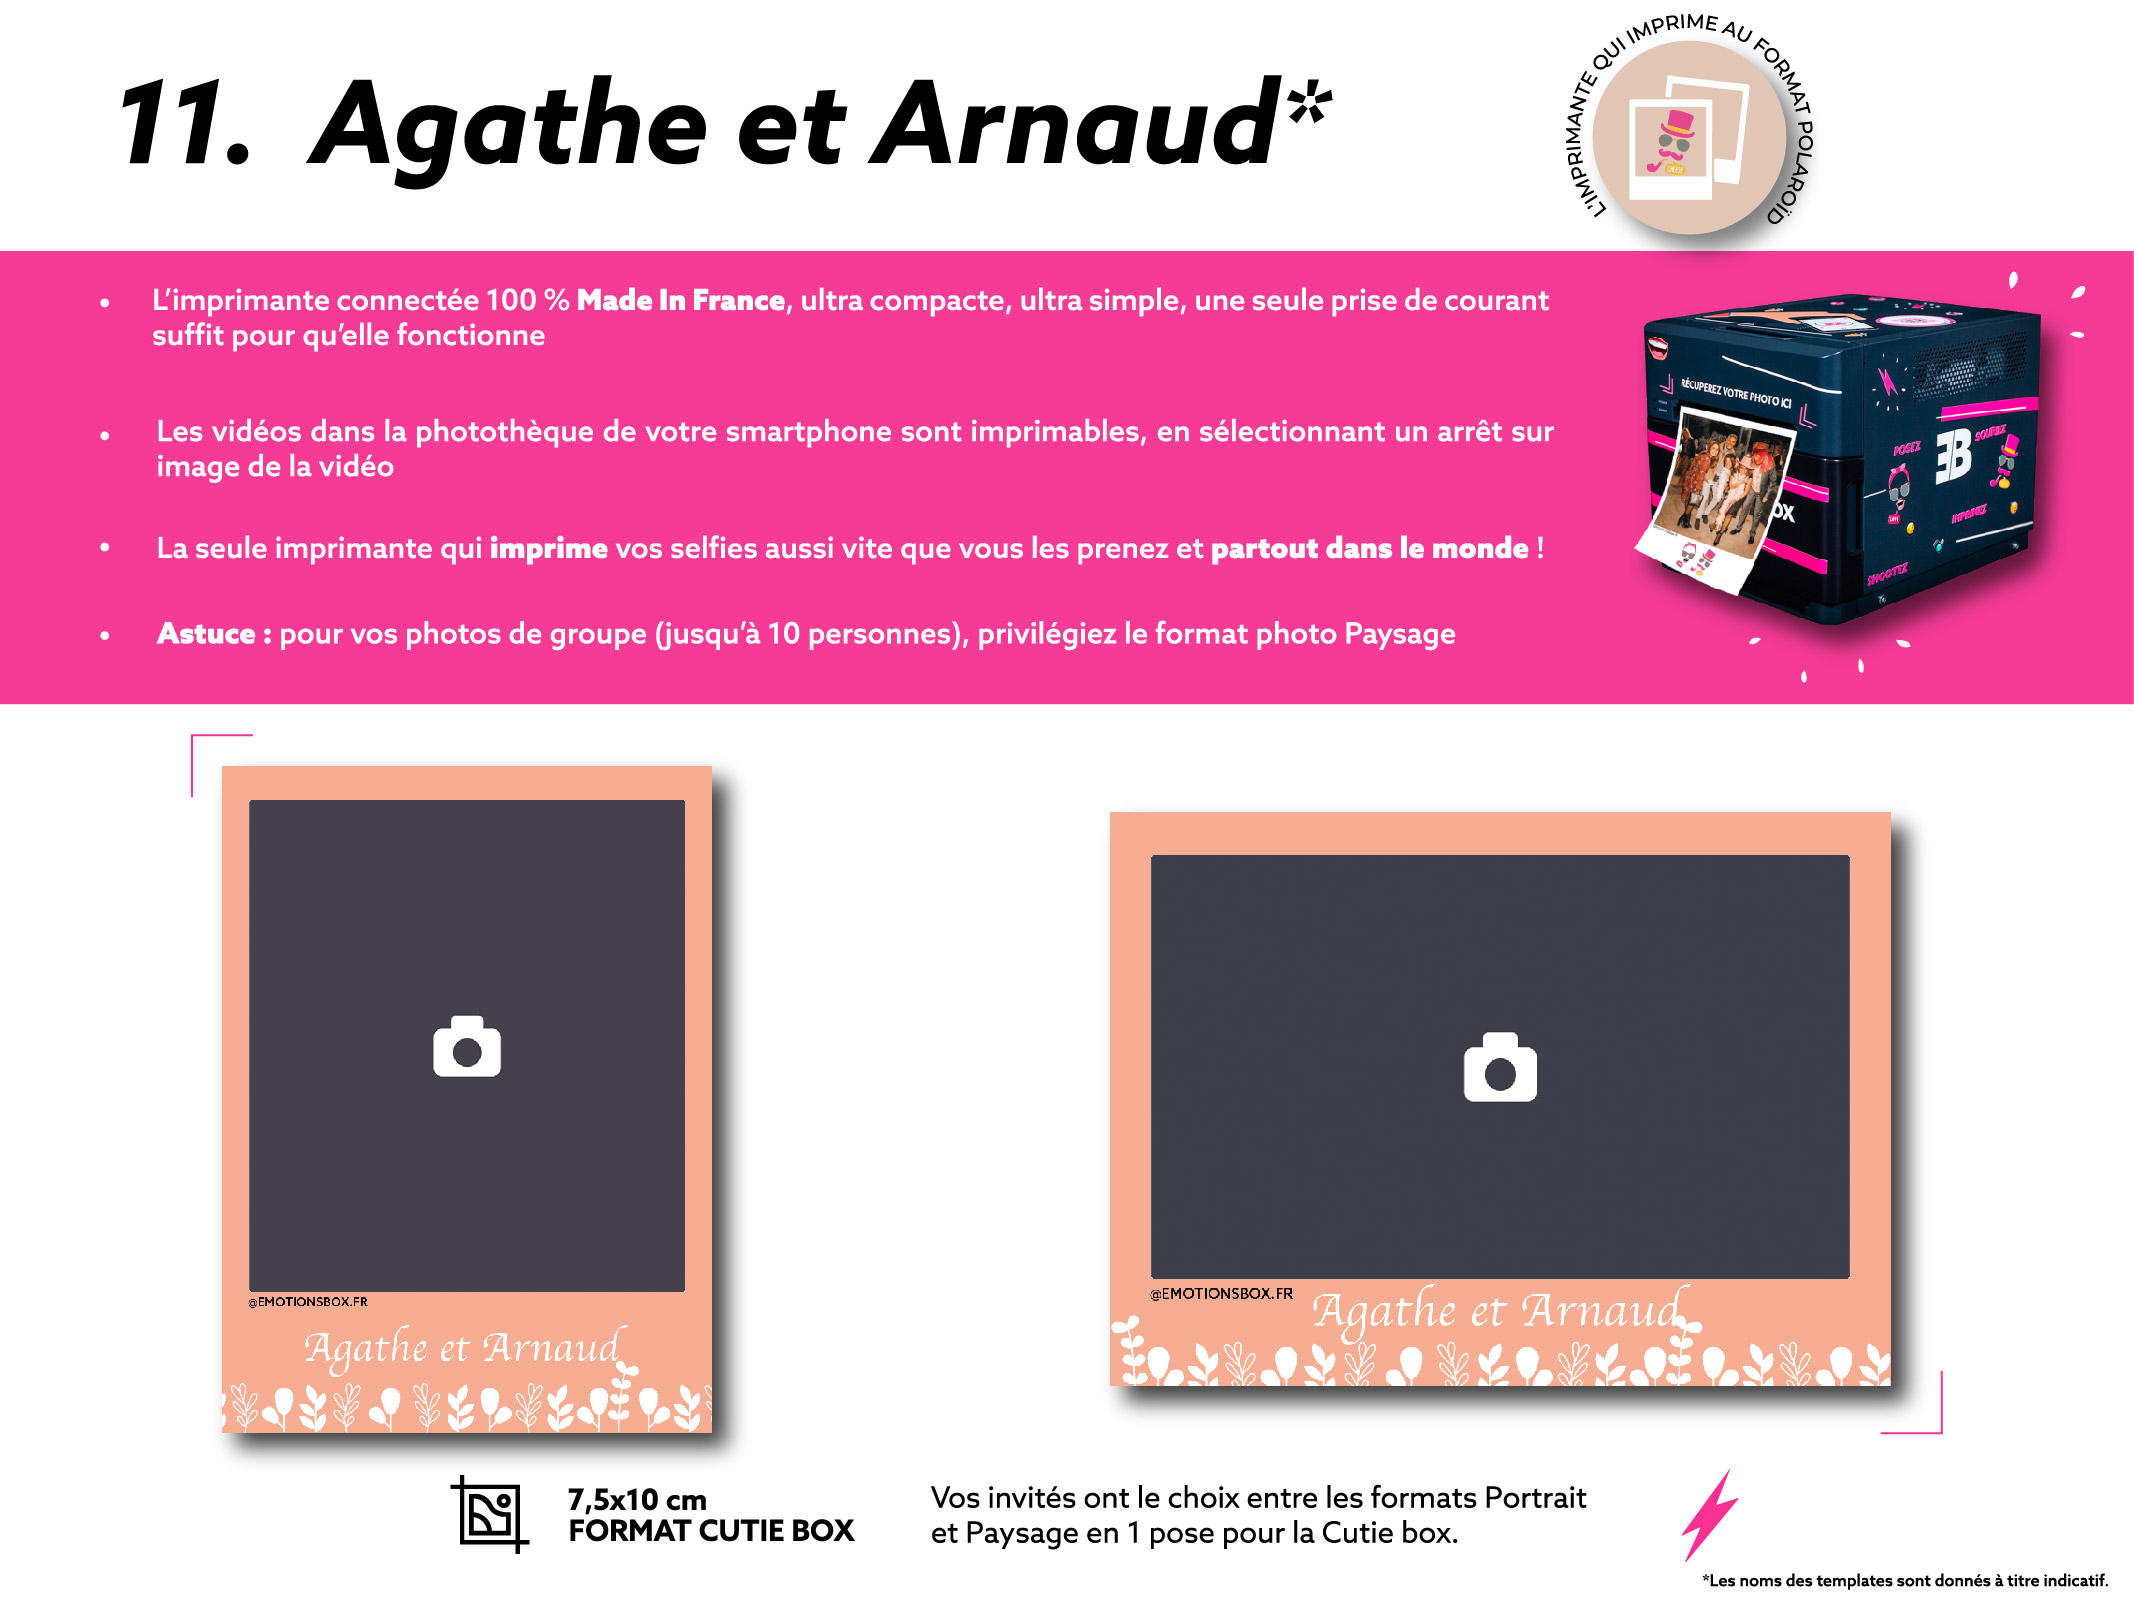 11. Agathe et Arnaud*
L'IMPRIMANTE QUI IMPRIME AU FORMAT POLAROÏD
• L'imprimante connectée 100 % Made In France, ultra compacte, ultra simple, une seule prise de courant
suffit pour qu'elle fonctionne
• Les vidéos dans la photothèque de votre smartphone sont imprimables, en sélectionnant un arrêt sur
image de la vidéo
• La seule imprimante qui imprime vos selfies aussi vite que vous les prenez et partout dans le monde !
• Astuce : pour vos photos de groupe (jusqu'à 10 personnes), privilégiez le format photo Paysage
RÉCUPEREZ VOTRE PHOTO ICI
OX
POSEZ
EB
SOURIEZ
IMPRIMEZ
SHOOTEZ
@EMOTIONSBOX.FR
Agathe et Arnaud
@EMOTIONSBOX.FR
Agathe et Arnaud
7,5x10 cm
FORMAT CUTIE BOX
Vos invités ont le choix entre les formats Portrait
et Paysage en 1 pose pour la Cutie box.
*Les noms des templates sont donnés à titre indicatif.